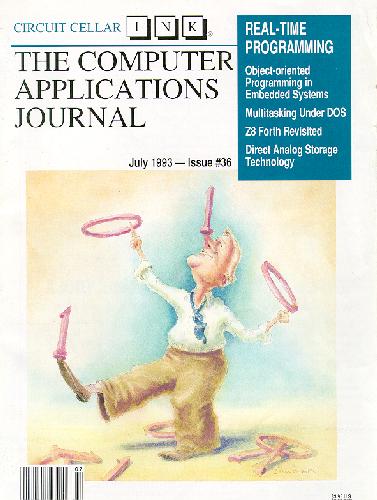 CIRCUIT CELLAR INK®
THE COMPUTER
APPLICATIONS
JOURNAL
July 1993 — Issue #36
REAL-TIME
PROGRAMMING
Object-oriented
Programming in
Embedded Systems
Multitasking Under DOS
Z8 Forth Revisited
Direct Analog Storage
Technology
07